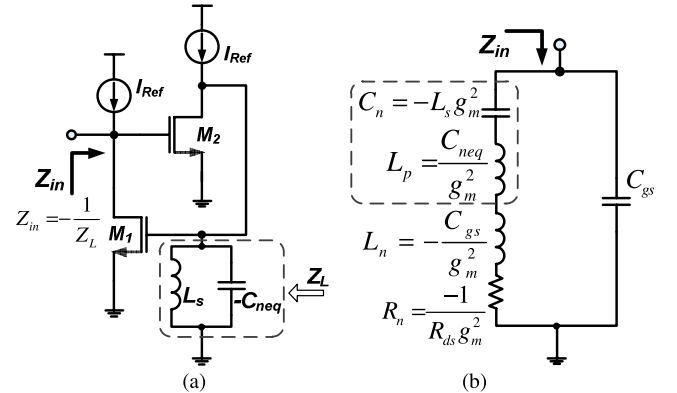 I_Ref
I_Ref
M_2
Z_in
Z_in = -1/Z_L
M_1
Z_L
L_s
-C_neq
(a)
Z_in
C_n = -L_s g_m^2
L_p = C_neq/g_m^2
C_gs
L_n = -C_gs/g_m^2
R_n = -1/R_ds g_m^2
(b)